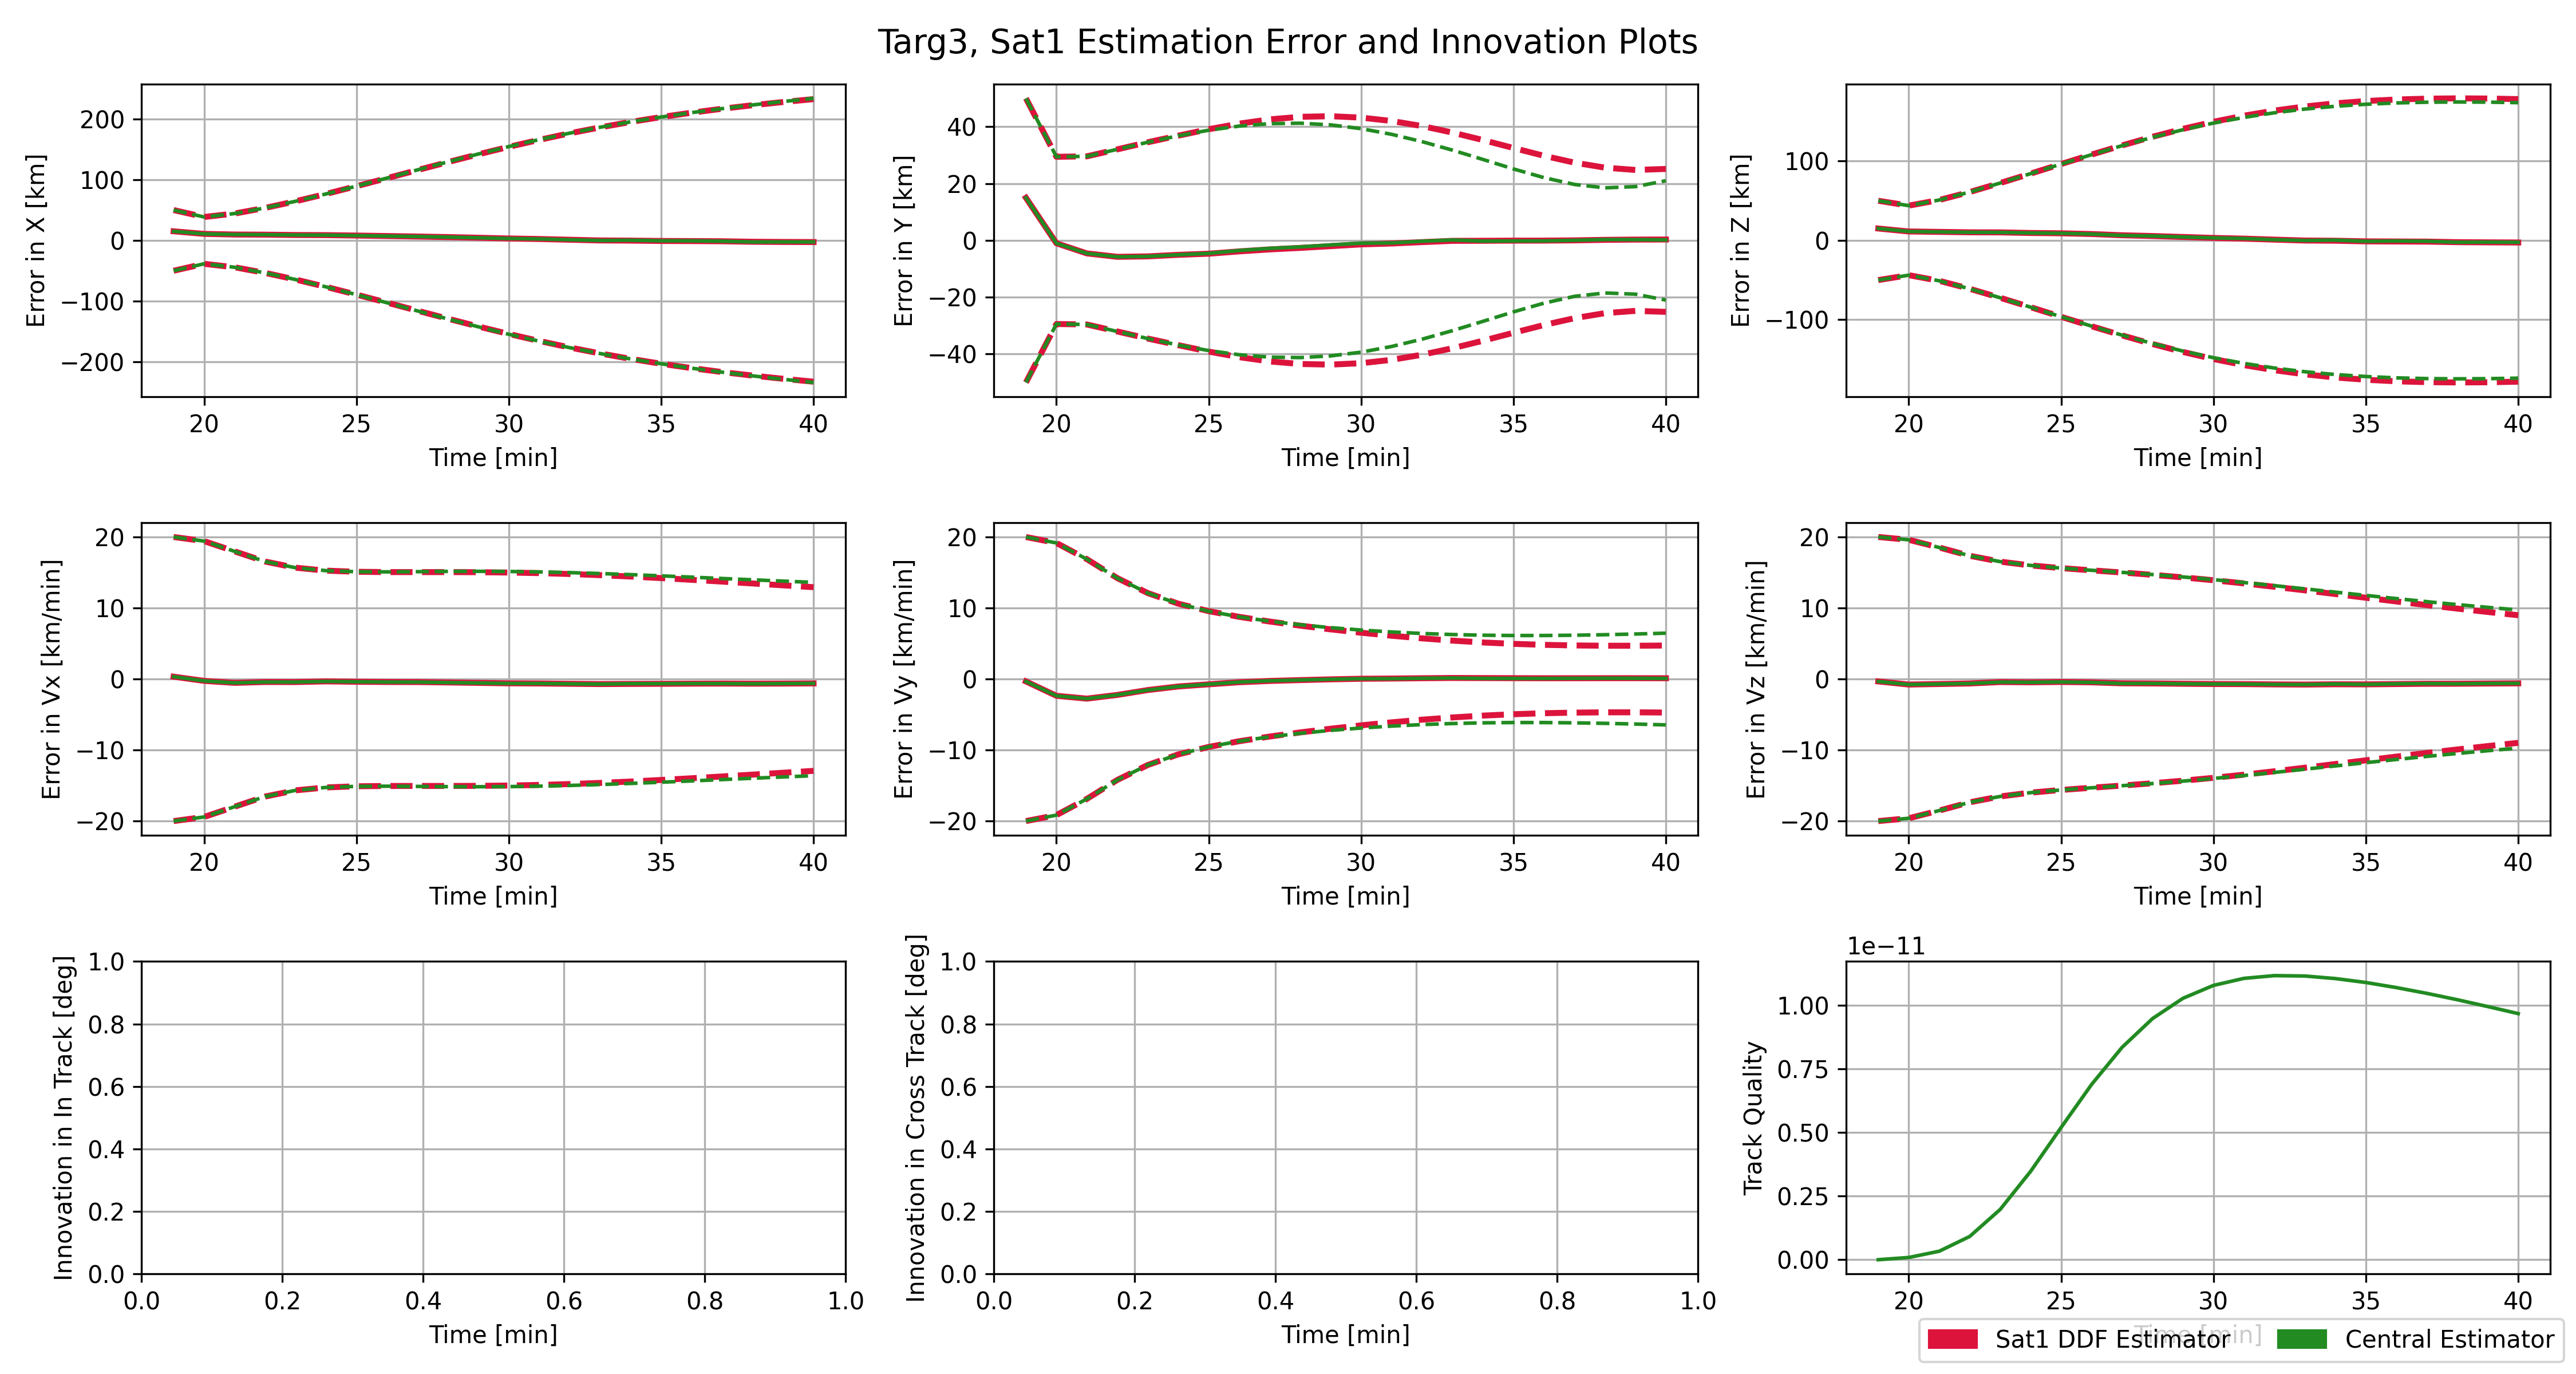 Targ3, Sat1 Estimation Error and Innovation Plots
Error in X [km]
200
100
0
−100
−200
20 25 30 35 40
Time [min]
Error in Y [km]
40
20
0
−20
−40
20 25 30 35 40
Time [min]
Error in Z [km]
100
0
−100
20 25 30 35 40
Time [min]
Error in Vx [km/min]
20
10
0
−10
−20
20 25 30 35 40
Time [min]
Error in Vy [km/min]
20
10
0
−10
−20
20 25 30 35 40
Time [min]
Error in Vz [km/min]
20
10
0
−10
−20
20 25 30 35 40
Time [min]
Innovation in In Track [deg]
1.0
0.8
0.6
0.4
0.2
0.0
0.0 0.2 0.4 0.6 0.8 1.0
Time [min]
Innovation in Cross Track [deg]
1.0
0.8
0.6
0.4
0.2
0.0
0.0 0.2 0.4 0.6 0.8 1.0
Time [min]
1e−11
Track Quality
1.00
0.75
0.50
0.25
0.00
20 25 30 35 40
Time [min]
Sat1 DDF Estimator
Central Estimator